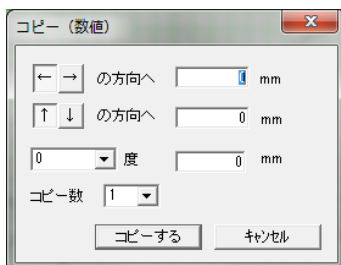 コピー（数値）
← → の方向へ 0 mm
↑ ↓ の方向へ 0 mm
0 度 0 mm
コピー数 1
コピーする キャンセル